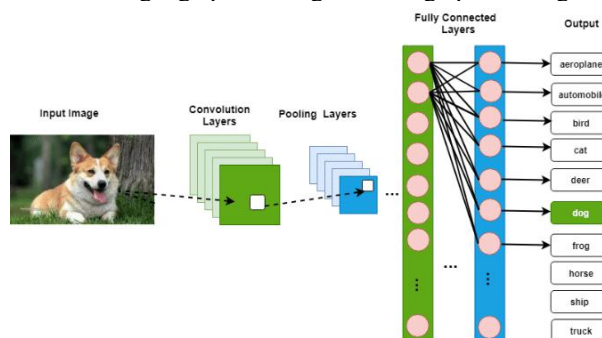 Fully Connected
Layers
Output
Input Image
Convolution
Layers
Pooling Layers
aeroplane
automobile
bird
cat
deer
dog
frog
horse
ship
truck
...
...
...
...